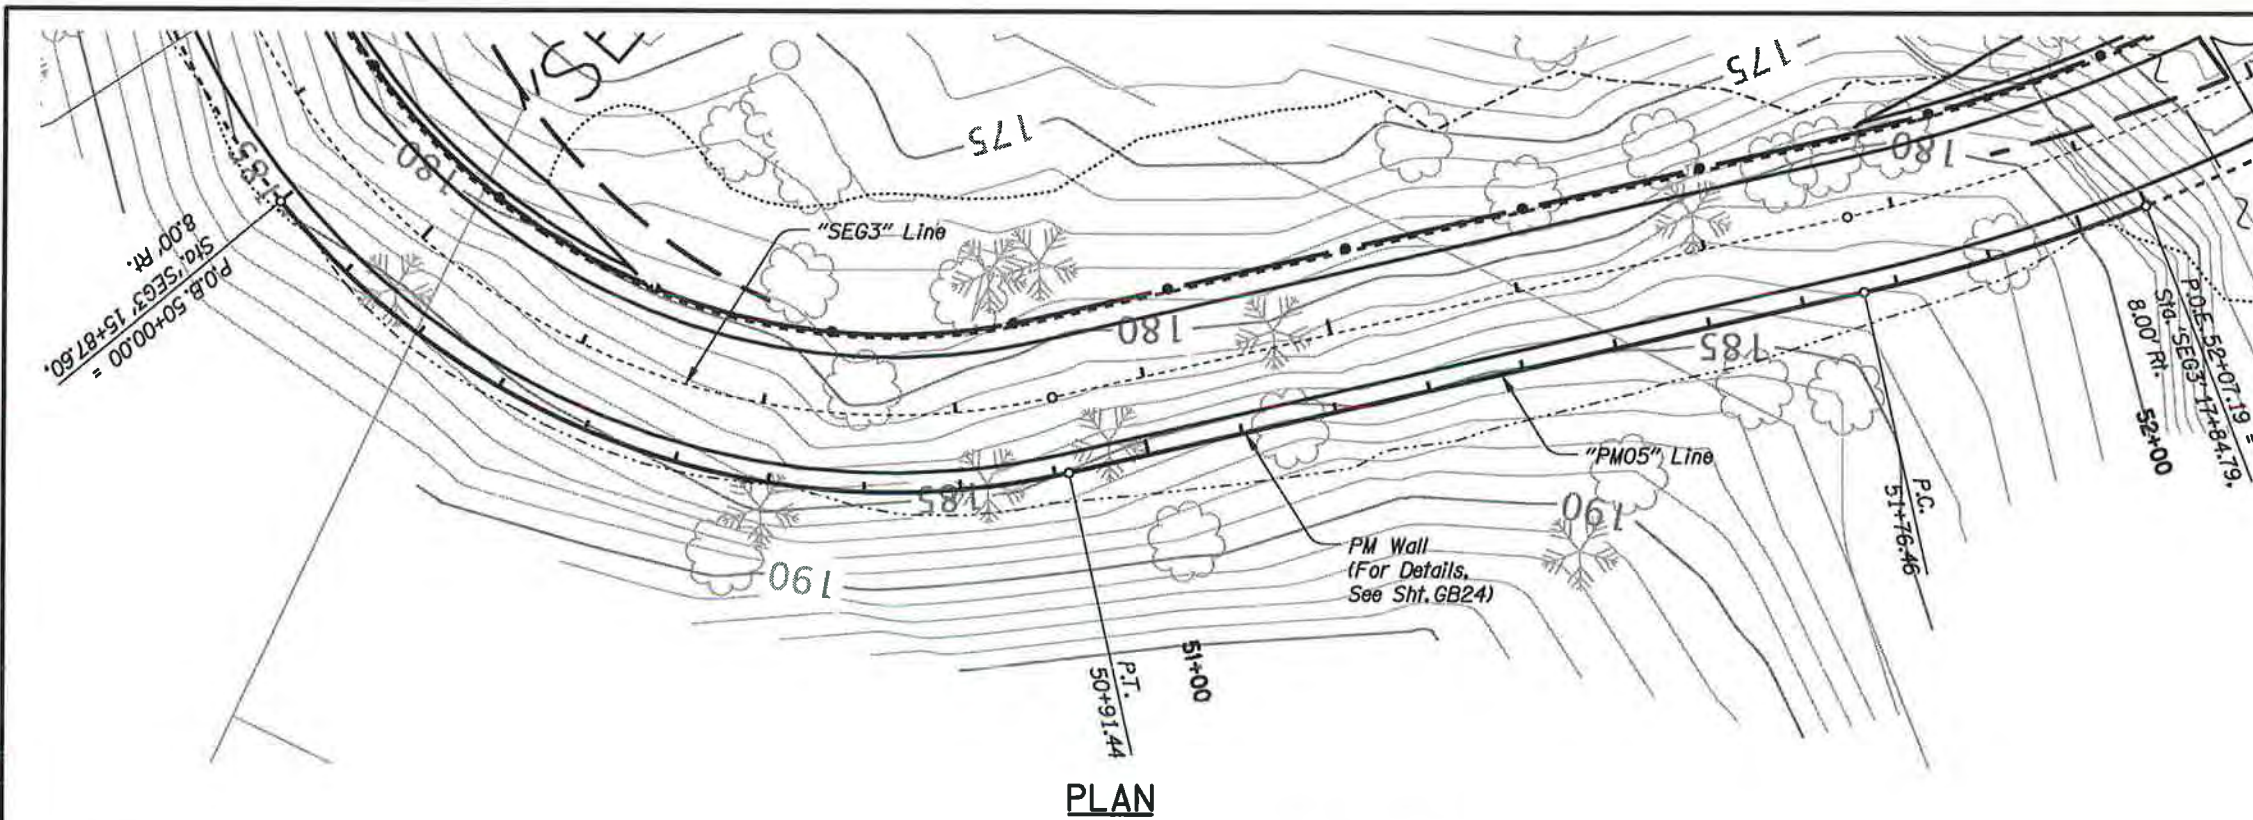 "SE
175
175
180
180
185
"SEG3" Line
P.O.B. 50+00.00 =
Sta."SEG3" 15+87.60,
8.00' Rt.
180
185
"PM05" Line
185
190
190
PM Wall
(For Details,
See Sht. GB24)
P.O.E. 52+07.19 =
Sta. "SEG3" 17+84.79,
8.00' Rt.
52+00
P.C.
51+76.46
51+00
P.T.
50+91.44
PLAN